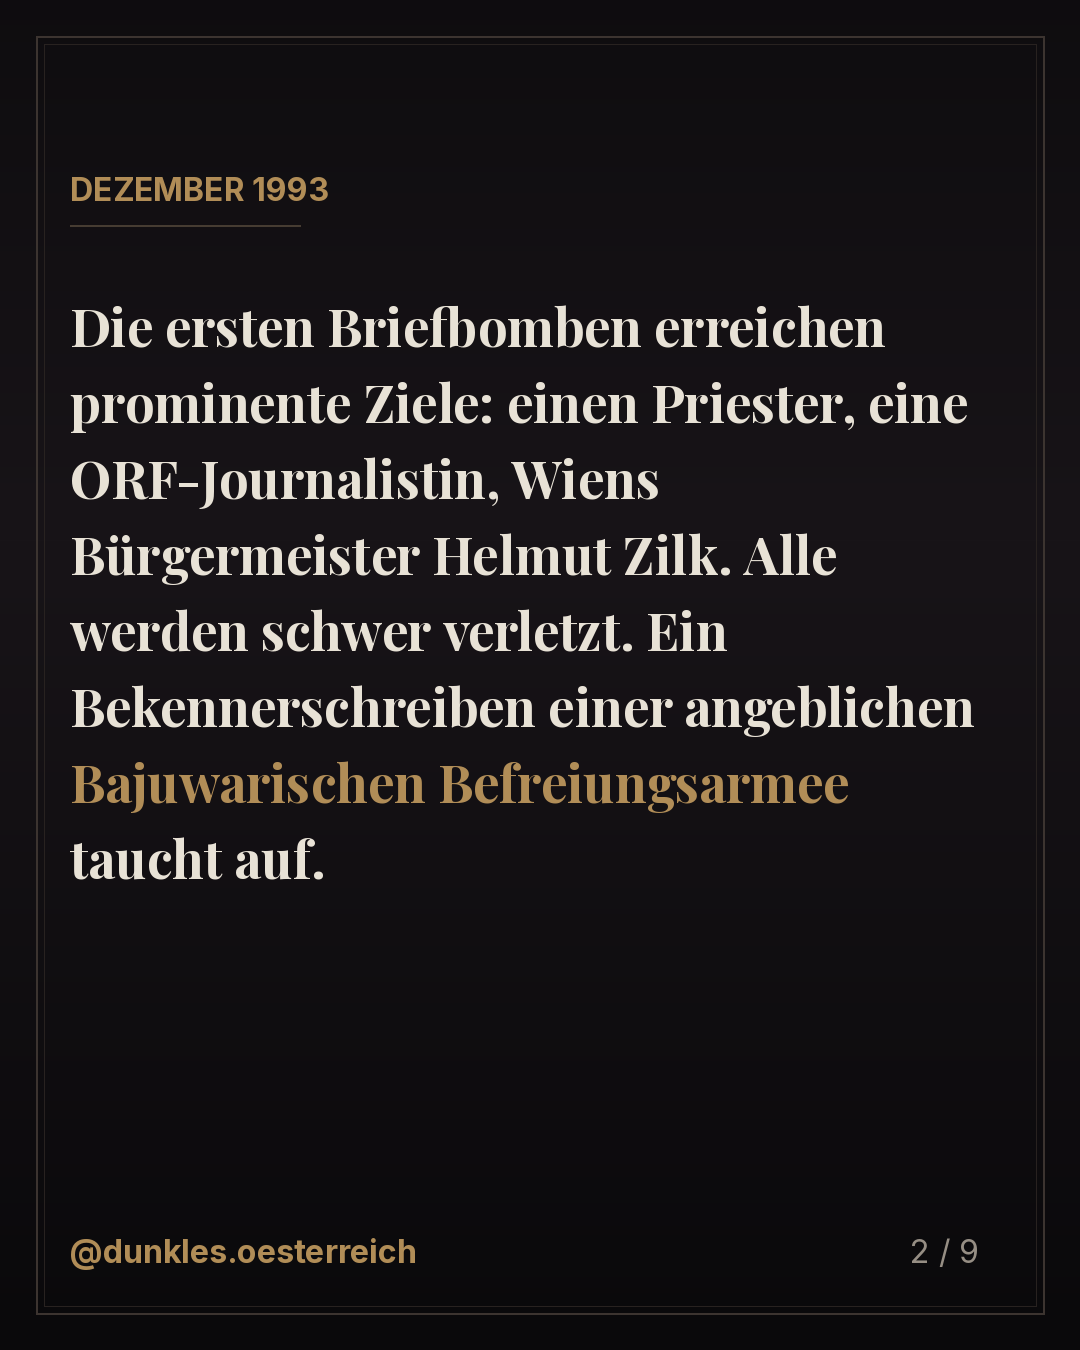 DEZEMBER 1993
Die ersten Briefbomben erreichen
prominente Ziele: einen Priester, eine
ORF-Journalistin, Wiens
Bürgermeister Helmut Zilk. Alle
werden schwer verletzt. Ein
Bekennerschreiben einer angeblichen
Bajuwarischen Befreiungsarmee
taucht auf.
@dunkles.oesterreich
2 / 9